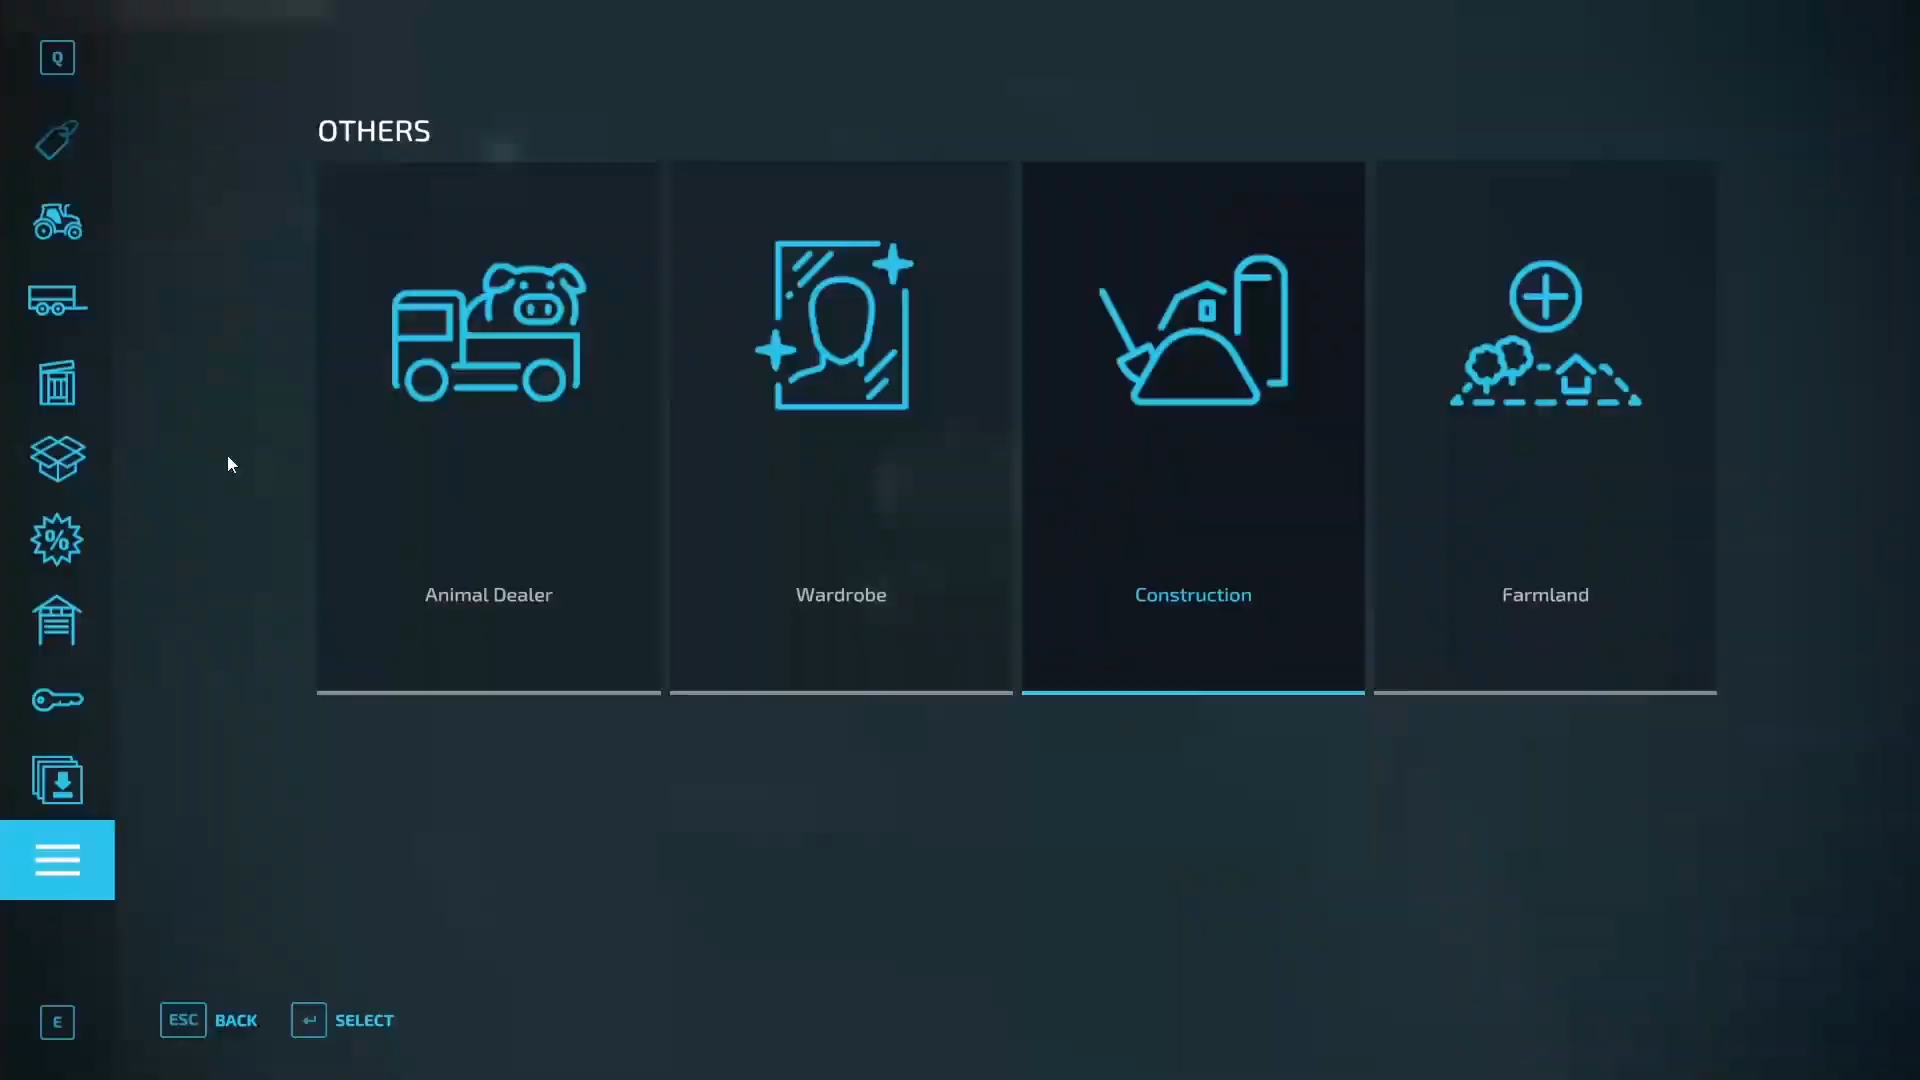 Q
OTHERS
Animal Dealer
Wardrobe
Construction
Farmland
%
E
ESC BACK
SELECT